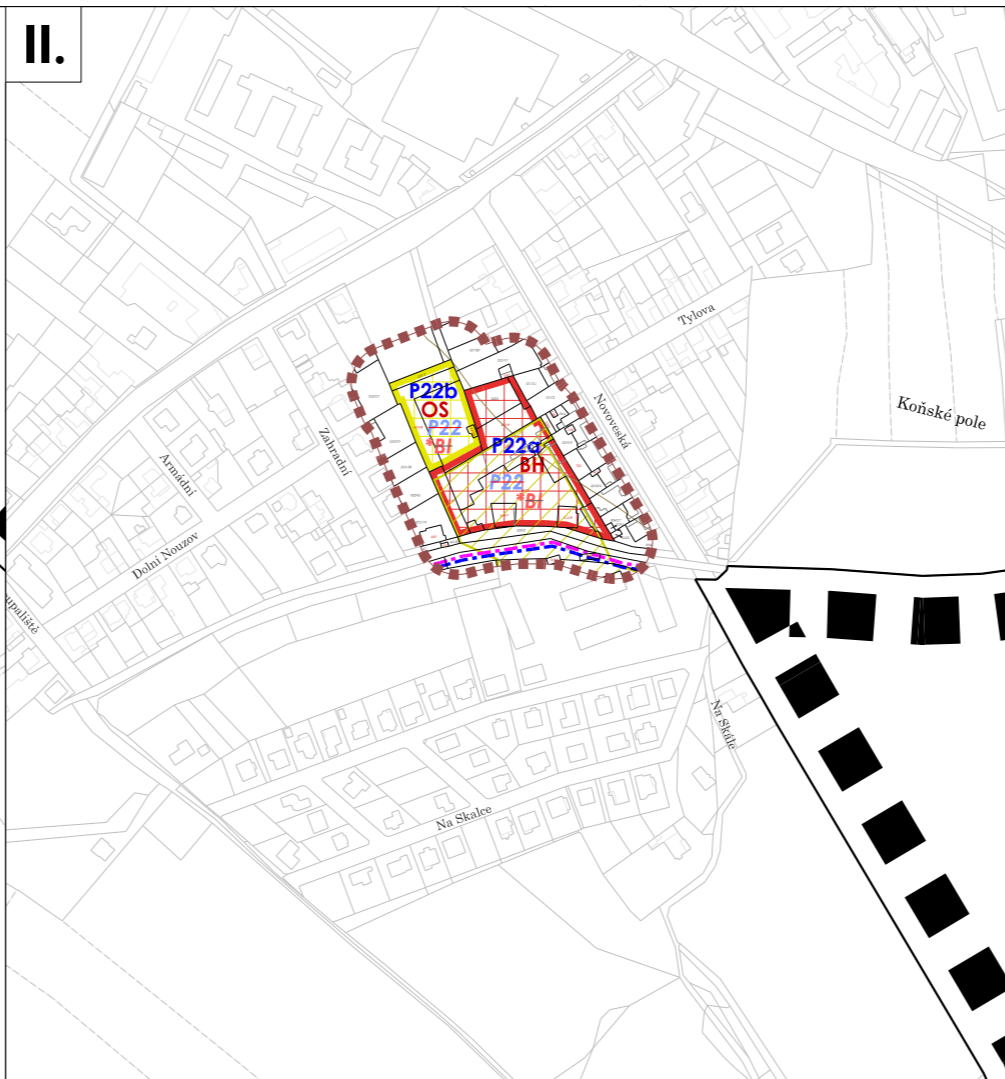 II.
Tylova
Koňské pole
Novoveská
P22b
OS
P22
*BI
P22a
BH
P22
*BI
Zahradní
Armádní
Dolní Nouzov
Na Skále
Na Skalce